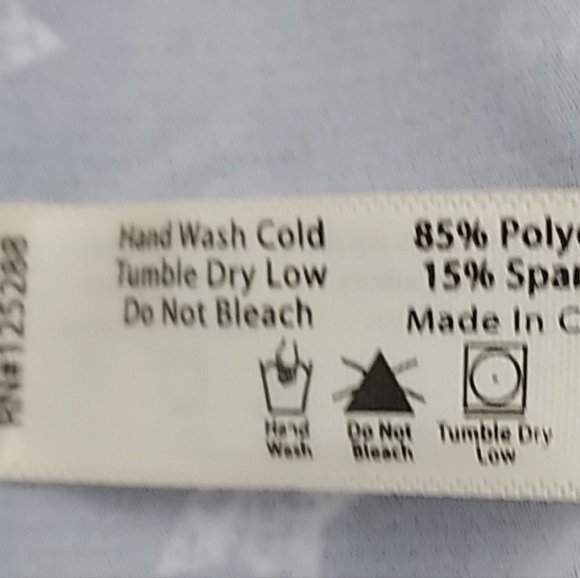 Hand Wash Cold
Tumble Dry Low
Do Not Bleach
85% Poly
15% Span
Made In C
Hand
Wash
Do Not
Bleach
Tumble Dry
Low
RN#125288